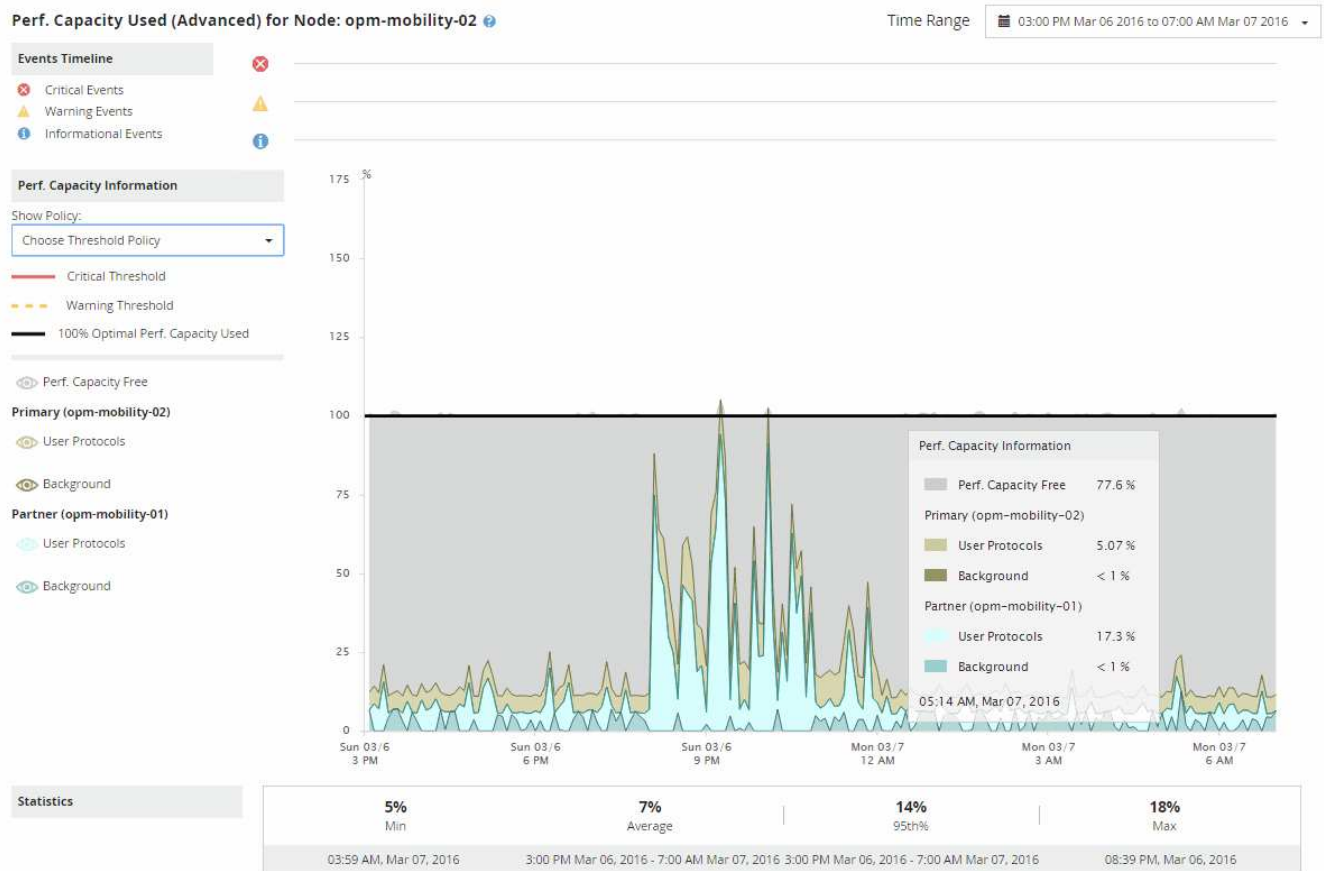 Perf. Capacity Used (Advanced) for Node: opm-mobility-02 ?
Time Range
03:00 PM Mar 06 2016 to 07:00 AM Mar 07 2016
Events Timeline
Critical Events
Warning Events
Informational Events
Perf. Capacity Information
Show Policy:
Choose Threshold Policy
Critical Threshold
Warning Threshold
100% Optimal Perf. Capacity Used
Perf. Capacity Free
Primary (opm-mobility-02)
User Protocols
Background
Partner (opm-mobility-01)
User Protocols
Background
%
175
150
125
100
75
50
25
0
Sun 03/6 Sun 03/6 Sun 03/6 Mon 03/7 Mon 03/7 Mon 03/7
3 PM 6 PM 9 PM 12 AM 3 AM 6 AM
Perf. Capacity Information
Perf. Capacity Free 77.6 %
Primary (opm-mobility-02)
User Protocols 5.07 %
Background < 1 %
Partner (opm-mobility-01)
User Protocols 17.3 %
Background < 1 %
05:14 AM, Mar 07, 2016
Statistics
5% 7% 14% 18%
Min Average 95th% Max
03:59 AM, Mar 07, 2016 3:00 PM Mar 06, 2016 - 7:00 AM Mar 07, 2016 3:00 PM Mar 06, 2016 - 7:00 AM Mar 07, 2016 08:39 PM, Mar 06, 2016